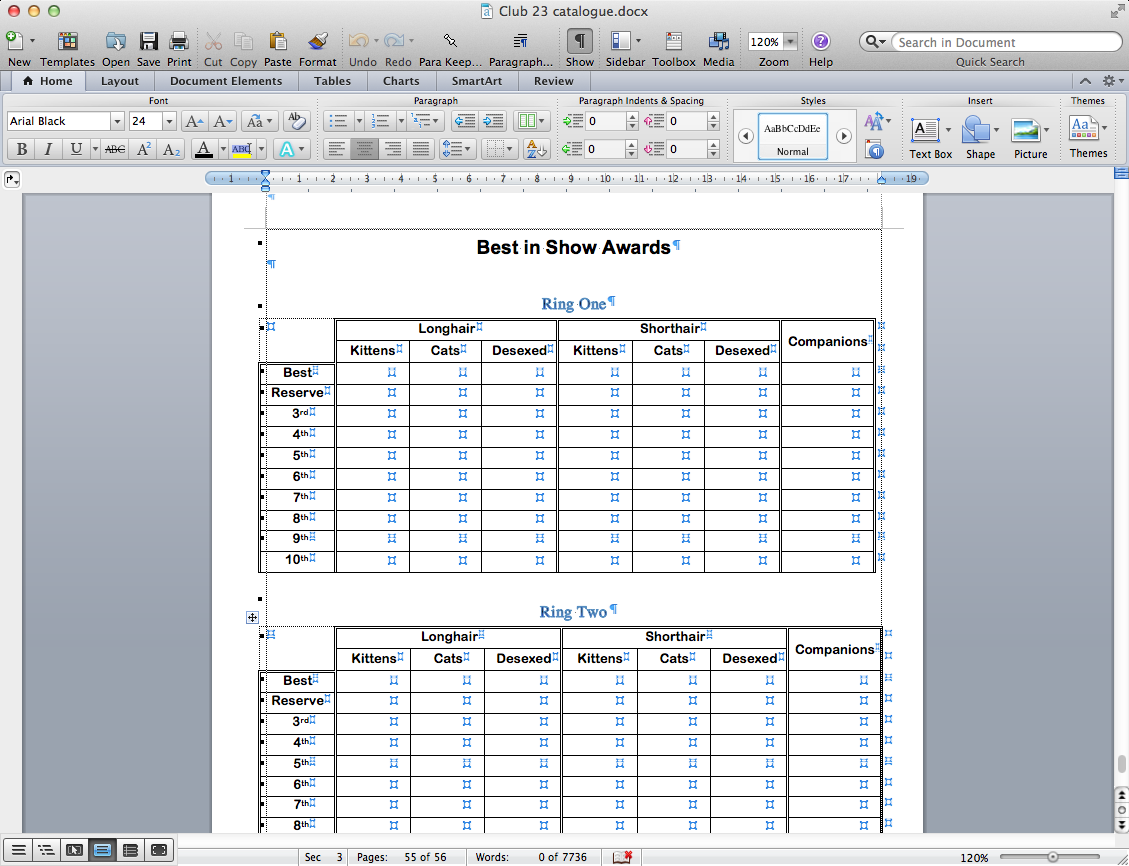 Club 23 catalogue.docx
New Templates Open Save Print Cut Copy Paste Format Undo Redo Para Keep... Paragraph... Show Sidebar Toolbox Media 120% Zoom Help Search in Document Quick Search
Home Layout Document Elements Tables Charts SmartArt Review
Font Paragraph Paragraph Indents & Spacing Styles Insert Themes
Arial Black 24 A A Aa 0 0 AaBbCcDdEe Normal A Text Box Shape Picture Aa Themes
B I U ABC A2 A2 A ABC A 0 0
1 1 2 3 4 5 6 7 8 9 10 11 12 13 14 15 16 17 19
Best in Show Awards¶
¶
Ring One¶
Longhair Shorthair Companions
Kittens Cats Desexed Kittens Cats Desexed
Best
Reserve
3rd
4th
5th
6th
7th
8th
9th
10th
Ring Two¶
Longhair Shorthair Companions
Kittens Cats Desexed Kittens Cats Desexed
Best
Reserve
3rd
4th
5th
6th
7th
8th
Sec 3 Pages: 55 of 56 Words: 0 of 7736 120%